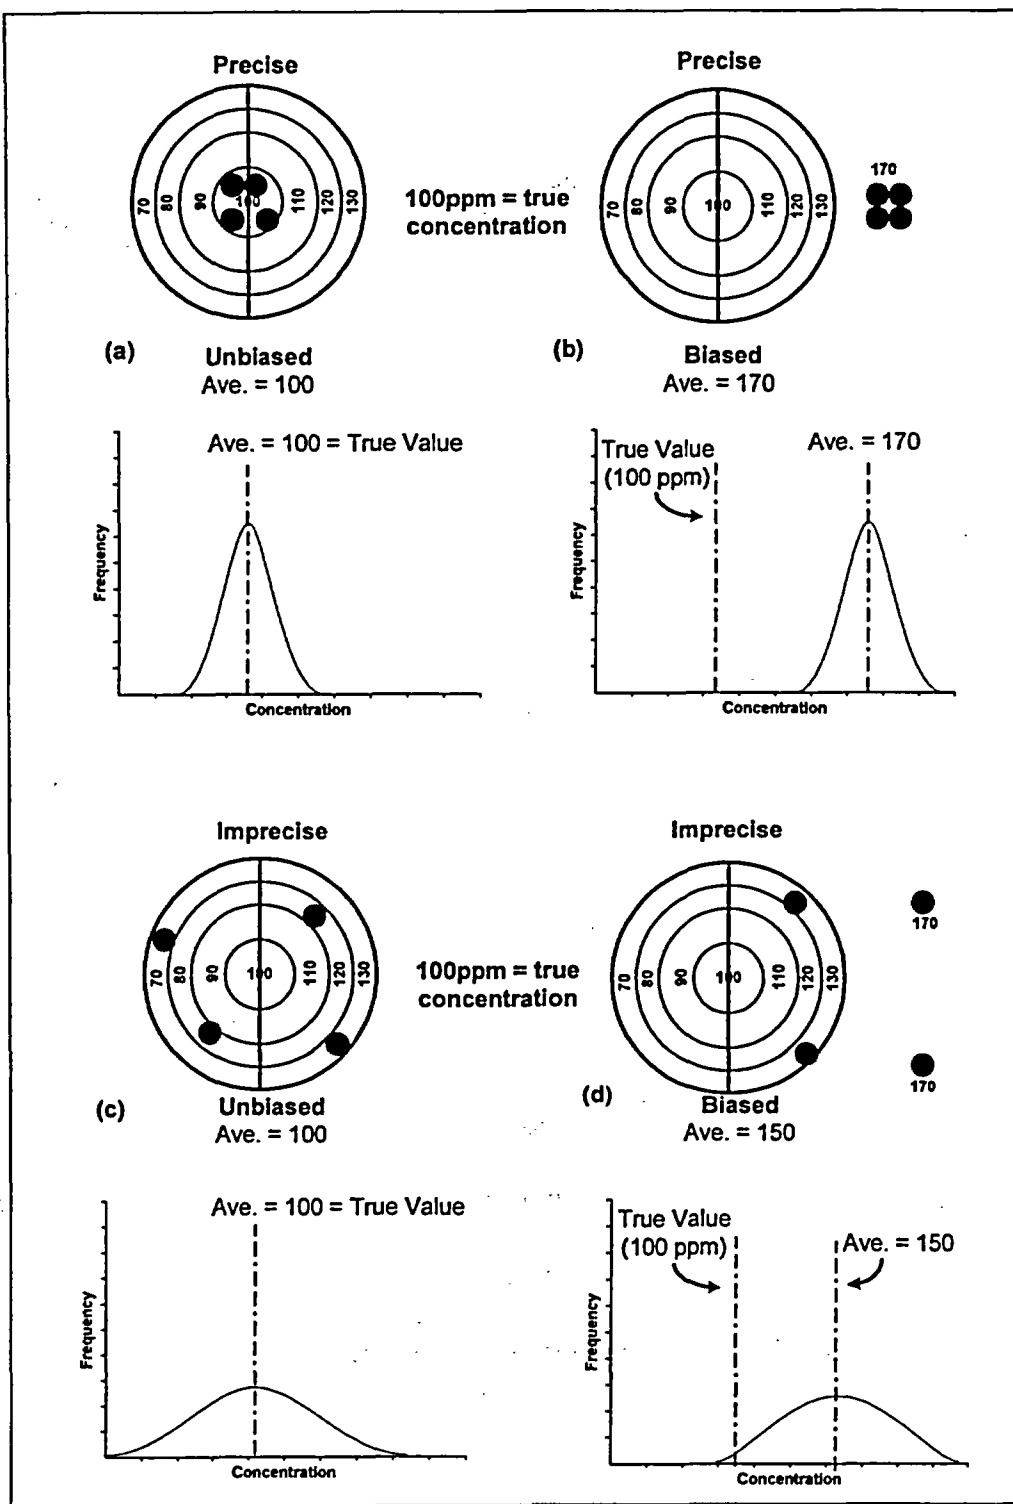 Precise
70 80 90 100 110 120 130
(a)
Unbiased
Ave. = 100
100ppm = true
concentration
Precise
70 80 90 100 110 120 130
170
(b)
Biased
Ave. = 170
Ave. = 100 = True Value
Frequency
Concentration
True Value
(100 ppm)
Ave. = 170
Frequency
Concentration
Imprecise
70 80 90 100 110 120 130
(c)
Unbiased
Ave. = 100
100ppm = true
concentration
Imprecise
70 80 90 100 110 120 130
170
170
(d)
Biased
Ave. = 150
Ave. = 100 = True Value
Frequency
Concentration
True Value
(100 ppm)
Ave. = 150
Frequency
Concentration